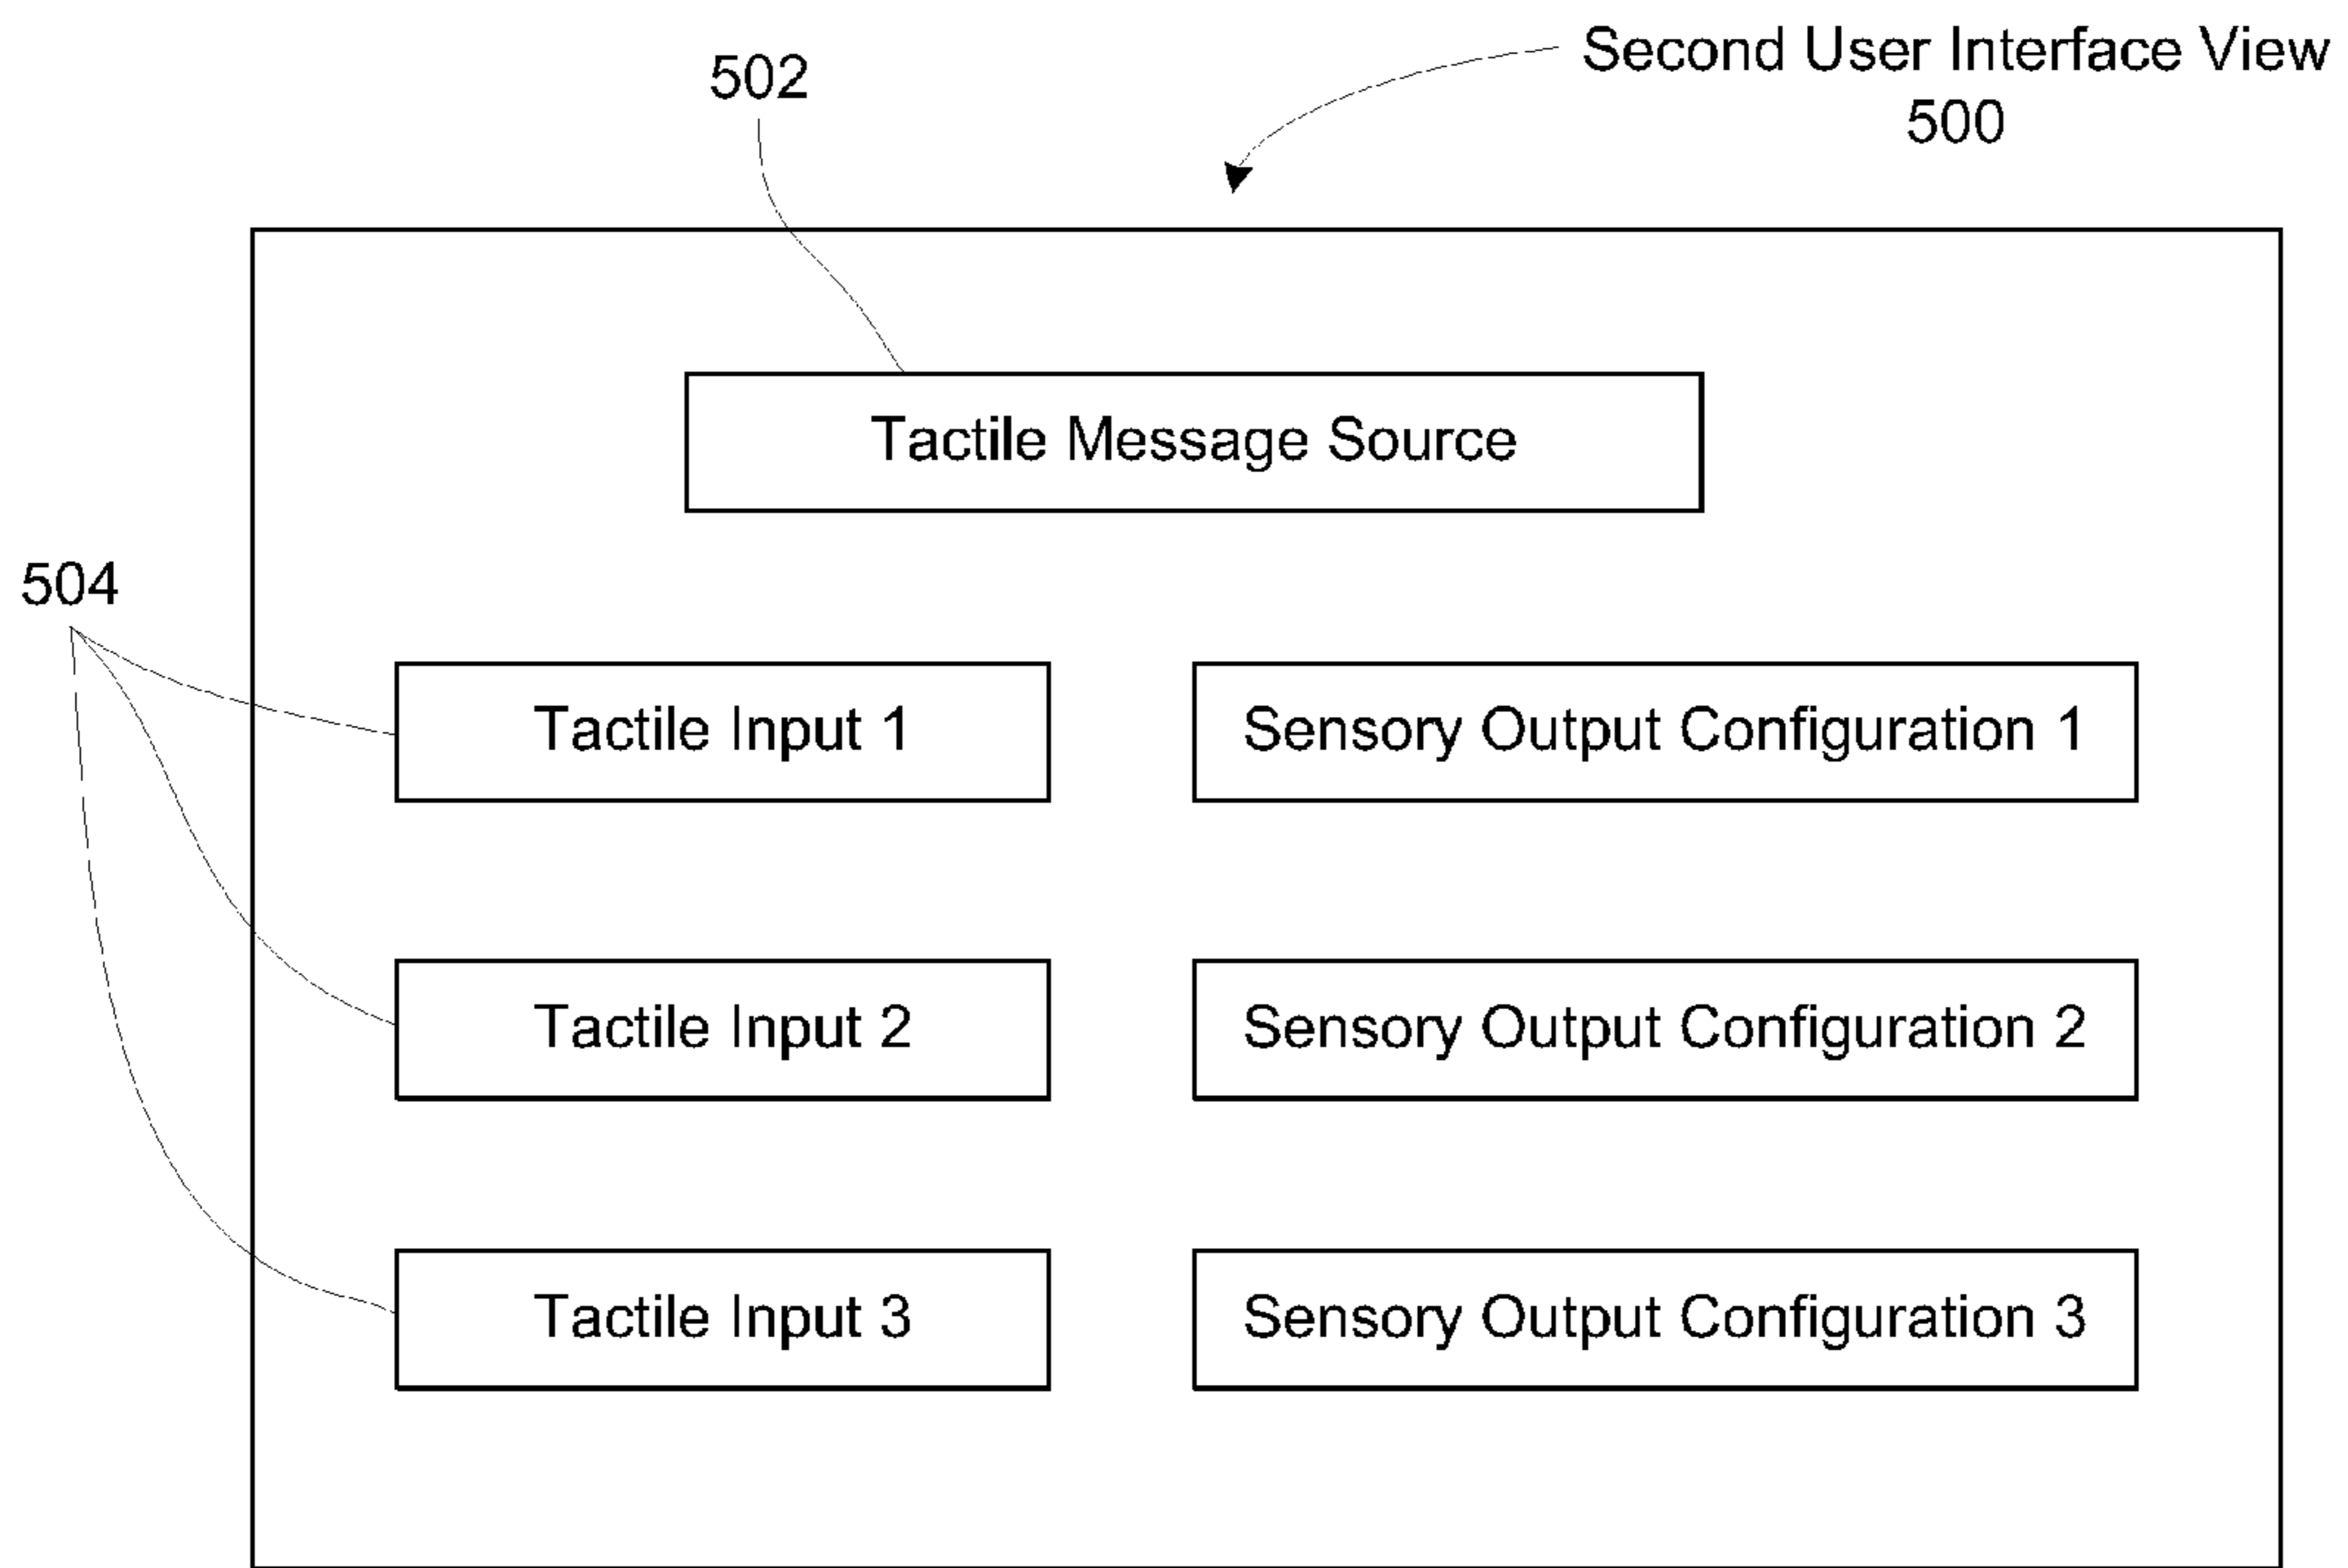 Second User Interface View
500
502
Tactile Message Source
504
Tactile Input 1
Sensory Output Configuration 1
Tactile Input 2
Sensory Output Configuration 2
Tactile Input 3
Sensory Output Configuration 3